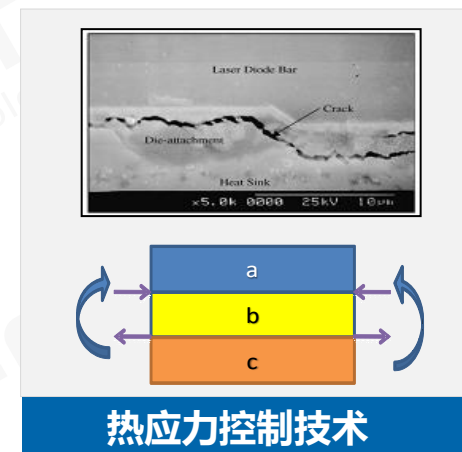 Laser Diode Bar
Crack
Die-attachment
Heat Sink
x5.0k 0000 25kV 10µm
a
b
c
热应力控制技术